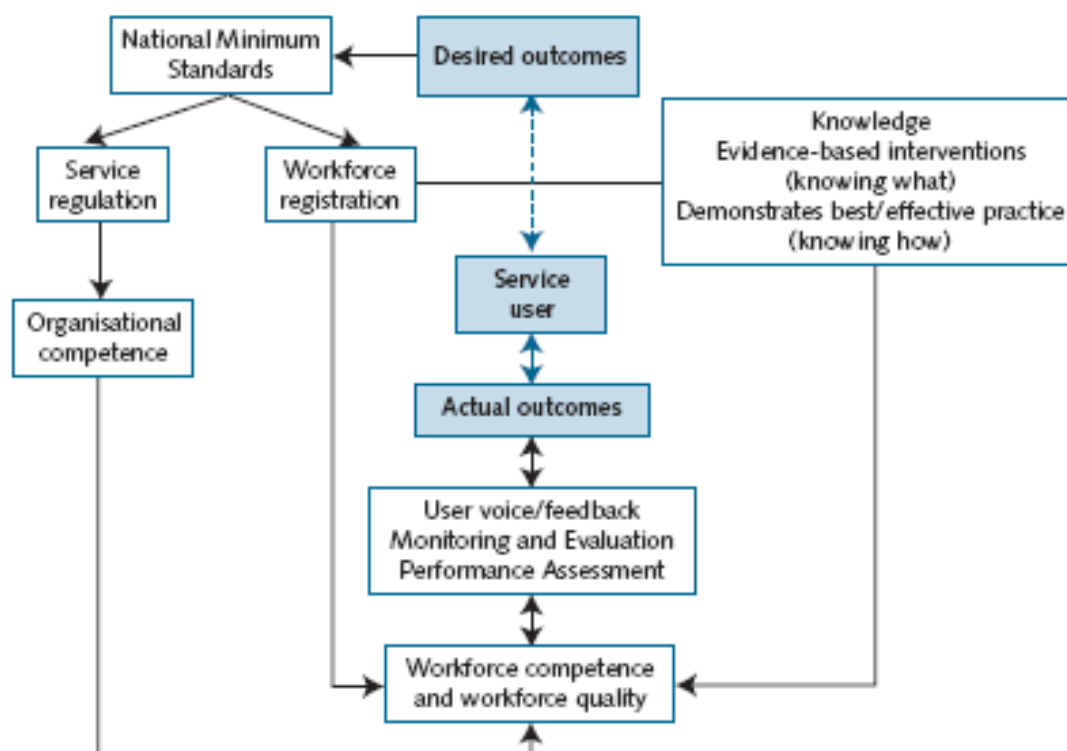 National Minimum
Standards
Desired outcomes
Knowledge
Evidence-based interventions
(knowing what)
Demonstrates best/effective practice
(knowing how)
Service
regulation
Workforce
registration
Service
user
Organisational
competence
Actual outcomes
User voice/feedback
Monitoring and Evaluation
Performance Assessment
Workforce competence
and workforce quality